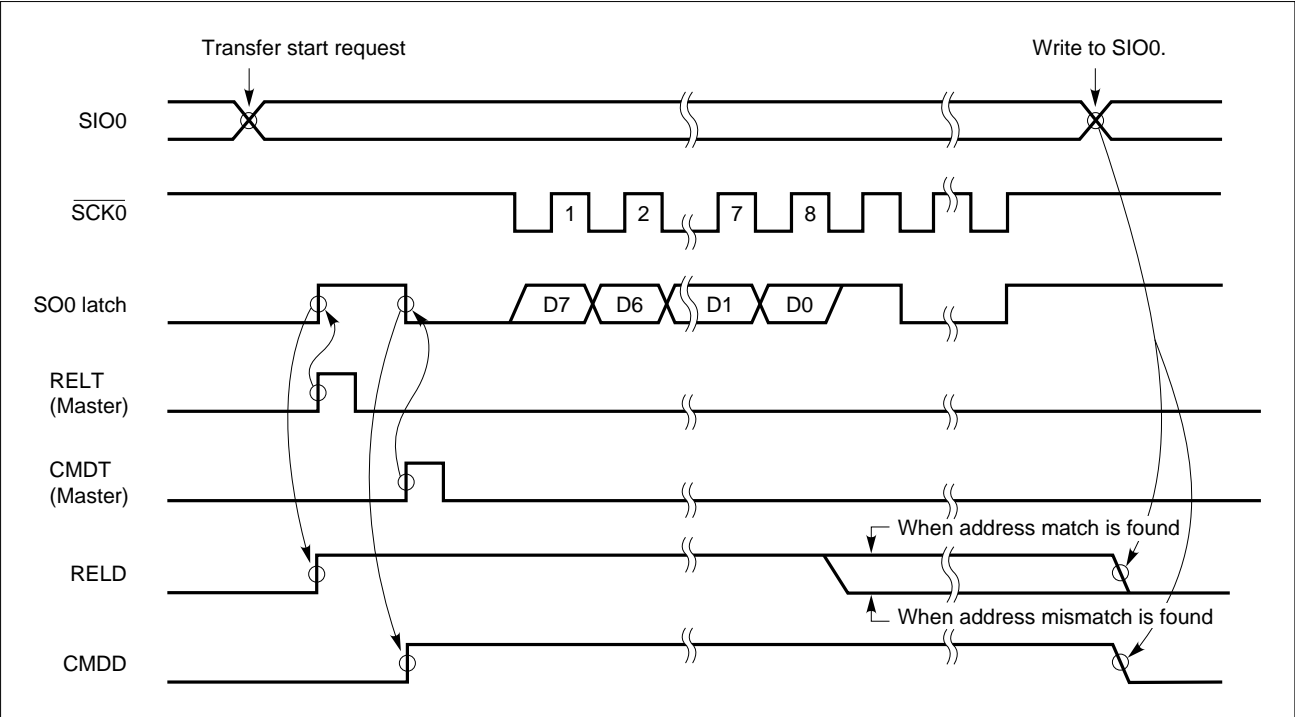 Transfer start request
Write to SIO0.
SIO0
SCK0
1 2 7 8
SO0 latch
D7 D6 D1 D0
RELT
(Master)
CMDT
(Master)
When address match is found
RELD
When address mismatch is found
CMDD